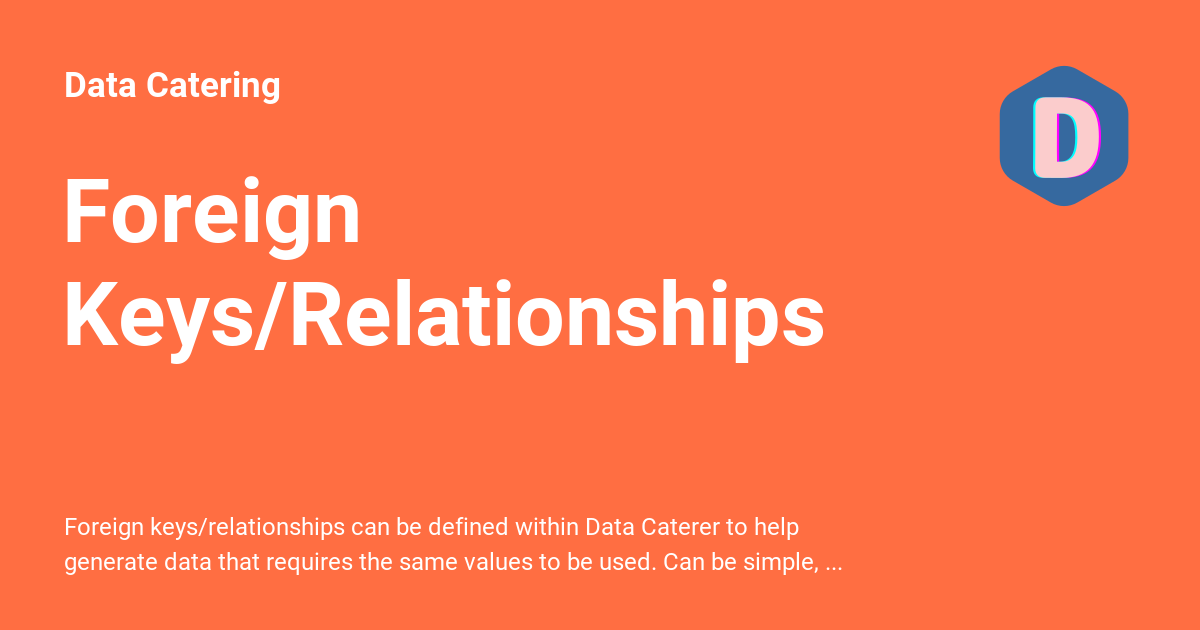 Data Catering
D
Foreign
Keys/Relationships
Foreign keys/relationships can be defined within Data Caterer to help
generate data that requires the same values to be used. Can be simple, ...